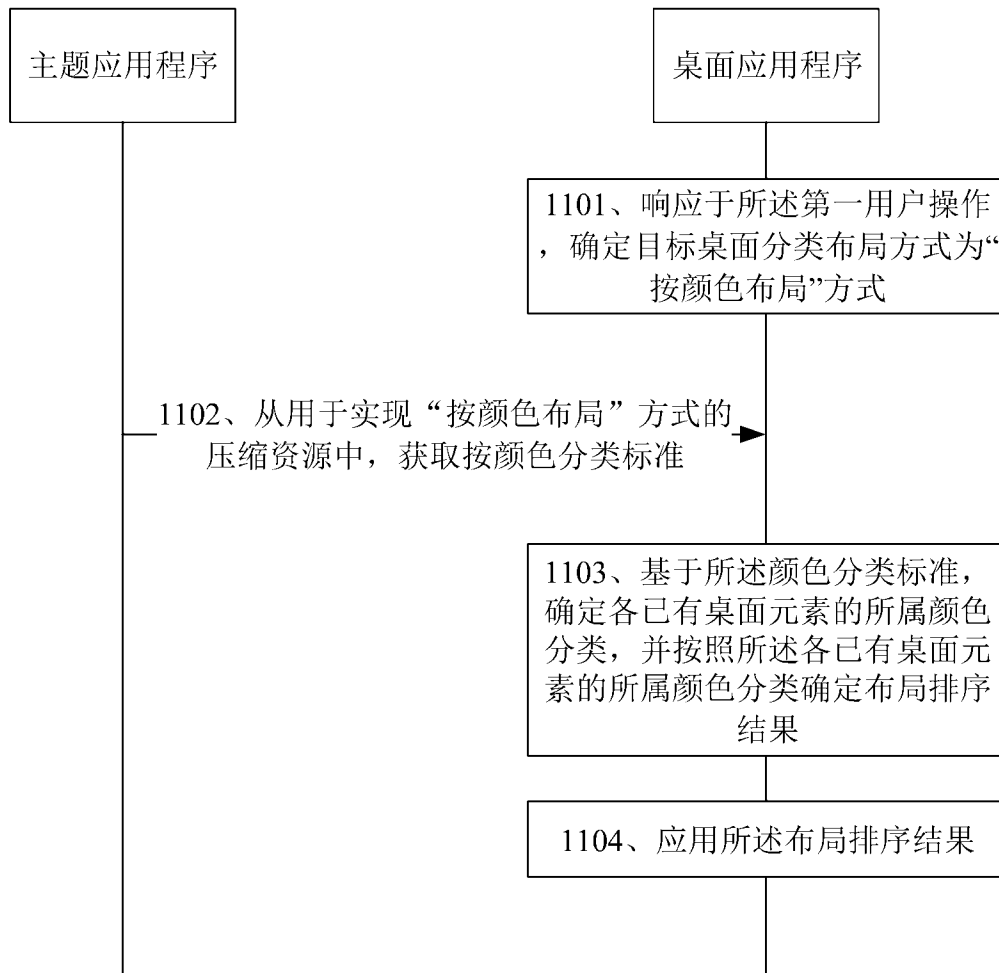 主题应用程序
桌面应用程序
1101、响应于所述第一用户操作
，确定目标桌面分类布局方式为“
按颜色布局”方式
1102、从用于实现“按颜色布局”方式的
压缩资源中，获取按颜色分类标准
1103、基于所述颜色分类标准，
确定各已有桌面元素的所属颜色
分类，并按照所述各已有桌面元
素的所属颜色分类确定布局排序
结果
1104、应用所述布局排序结果